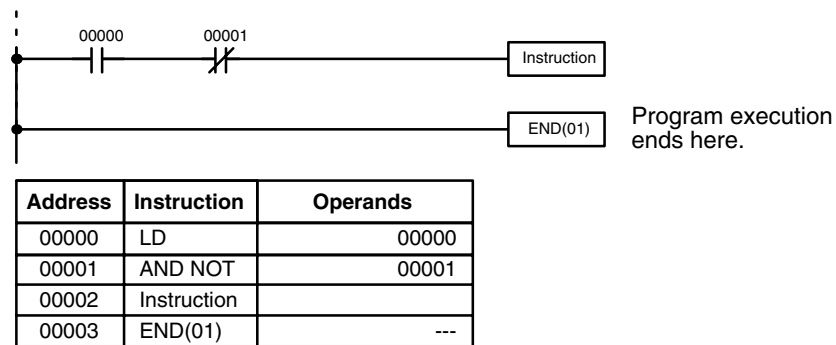 00000 00001
Instruction
END(01) Program execution
ends here.
Address Instruction Operands
00000 LD 00000
00001 AND NOT 00001
00002 Instruction
00003 END(01) ---